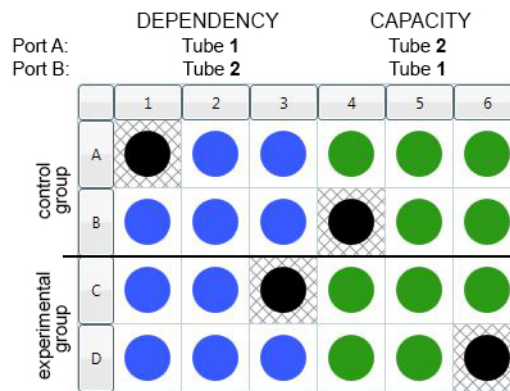 DEPENDENCY CAPACITY
Port A: Tube 1 Tube 2
Port B: Tube 2 Tube 1
1 2 3 4 5 6
control group
A
B
experimental group
C
D